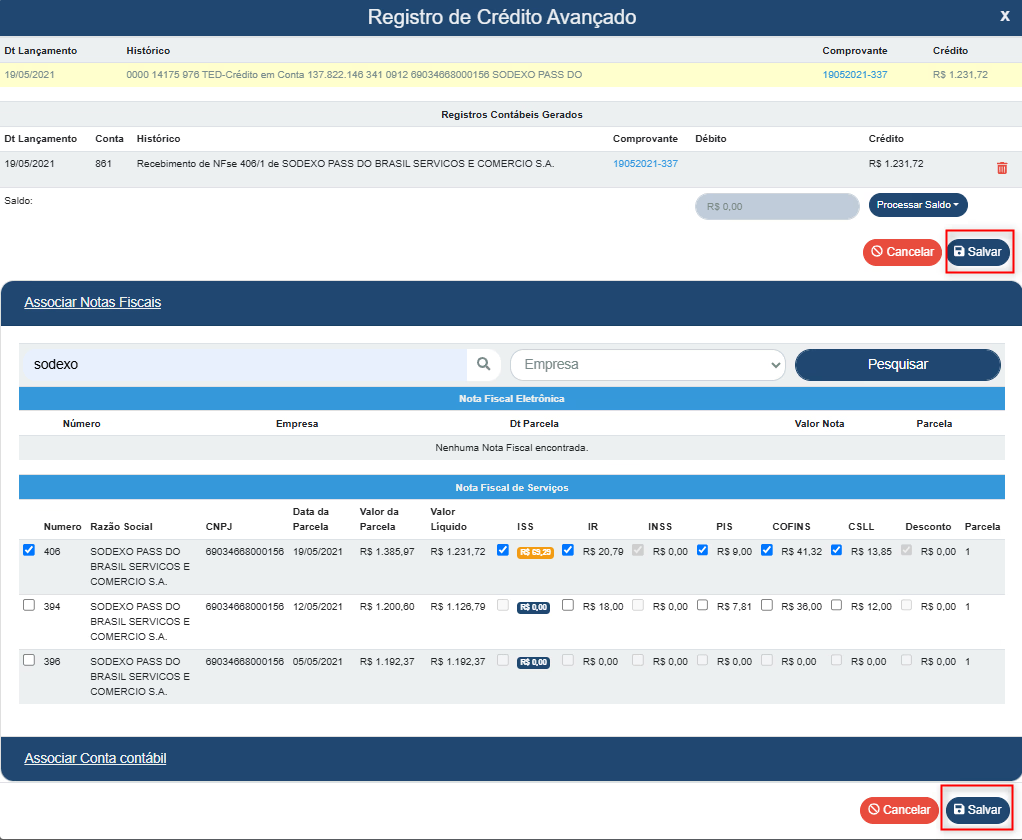 Registro de Crédito Avançado X
Dt Lançamento Histórico Comprovante Crédito
19/05/2021 0000 14175 976 TED-Crédito em Conta 137.822.146 341 0912 69034668000156 SODEXO PASS DO 19052021-337 R$ 1.231,72
Registros Contábeis Gerados
Dt Lançamento Conta Histórico Comprovante Débito Crédito
19/05/2021 861 Recebimento de NFse 406/1 de SODEXO PASS DO BRASIL SERVICOS E COMERCIO S.A. 19052021-337 R$ 1.231,72
Saldo: R$ 0,00 Processar Saldo
Cancelar Salvar
Associar Notas Fiscais
sodexo Empresa Pesquisar
Nota Fiscal Eletrônica
Número Empresa Dt Parcela Valor Nota Parcela
Nenhuma Nota Fiscal encontrada.
Nota Fiscal de Serviços
Numero Razão Social CNPJ Data da Parcela Valor da Parcela Valor Líquido ISS IR INSS PIS COFINS CSLL Desconto Parcela
406 SODEXO PASS DO 69034668000156 19/05/2021 R$ 1.385,97 R$ 1.231,72 R$ 69,29 R$ 20,79 R$ 0,00 R$ 9,00 R$ 41,32 R$ 13,85 R$ 0,00 1
BRASIL SERVICOS E
COMERCIO S.A.
394 SODEXO PASS DO 69034668000156 12/05/2021 R$ 1.200,60 R$ 1.126,79 R$ 0,00 R$ 18,00 R$ 0,00 R$ 7,81 R$ 36,00 R$ 12,00 R$ 0,00 1
BRASIL SERVICOS E
COMERCIO S.A.
396 SODEXO PASS DO 69034668000156 05/05/2021 R$ 1.192,37 R$ 1.192,37 R$ 0,00 R$ 0,00 R$ 0,00 R$ 0,00 R$ 0,00 R$ 0,00 R$ 0,00 1
BRASIL SERVICOS E
COMERCIO S.A.
Associar Conta contábil
Cancelar Salvar